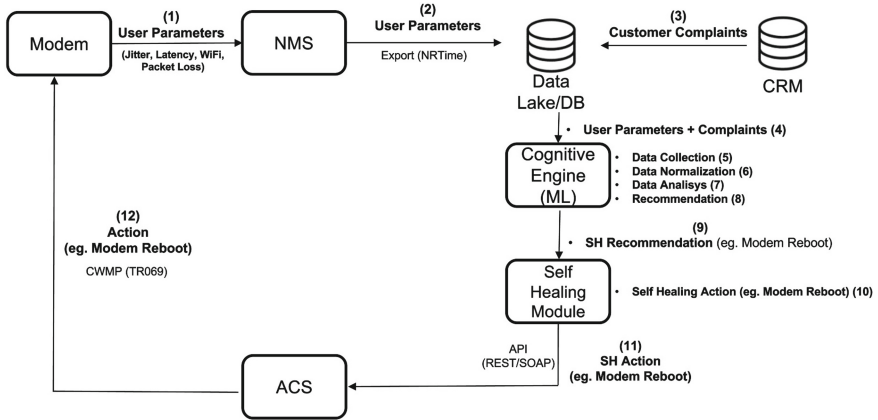 Modem
(1)
User Parameters
(Jitter, Latency, WiFi,
Packet Loss)
NMS
(2)
User Parameters
Export (NRTime)
Data
Lake/DB
(3)
Customer Complaints
CRM
• User Parameters + Complaints (4)
Cognitive
Engine
(ML)
• Data Collection (5)
• Data Normalization (6)
• Data Analisys (7)
• Recommendation (8)
(9)
• SH Recommendation (eg. Modem Reboot)
Self
Healing
Module
• Self Healing Action (eg. Modem Reboot) (10)
API
(REST/SOAP)
(11)
SH Action
(eg. Modem Reboot)
ACS
(12)
Action
(eg. Modem Reboot)
CWMP (TR069)